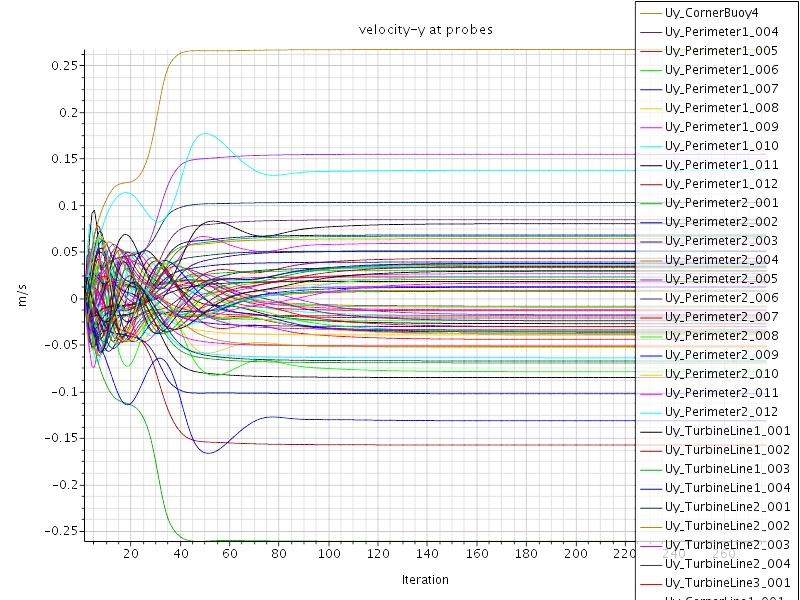 velocity-y at probes
m/s
0.25
0.2
0.15
0.1
0.05
0
-0.05
-0.1
-0.15
-0.2
-0.25
20 40 60 80 100 120 140 160 180 200 220 240 260
Iteration
Uy_CornerBuoy4
Uy_Perimeter1_004
Uy_Perimeter1_005
Uy_Perimeter1_006
Uy_Perimeter1_007
Uy_Perimeter1_008
Uy_Perimeter1_009
Uy_Perimeter1_010
Uy_Perimeter1_011
Uy_Perimeter1_012
Uy_Perimeter2_001
Uy_Perimeter2_002
Uy_Perimeter2_003
Uy_Perimeter2_004
Uy_Perimeter2_005
Uy_Perimeter2_006
Uy_Perimeter2_007
Uy_Perimeter2_008
Uy_Perimeter2_009
Uy_Perimeter2_010
Uy_Perimeter2_011
Uy_Perimeter2_012
Uy_TurbineLine1_001
Uy_TurbineLine1_002
Uy_TurbineLine1_003
Uy_TurbineLine1_004
Uy_TurbineLine2_001
Uy_TurbineLine2_002
Uy_TurbineLine2_003
Uy_TurbineLine2_004
Uy_TurbineLine3_001